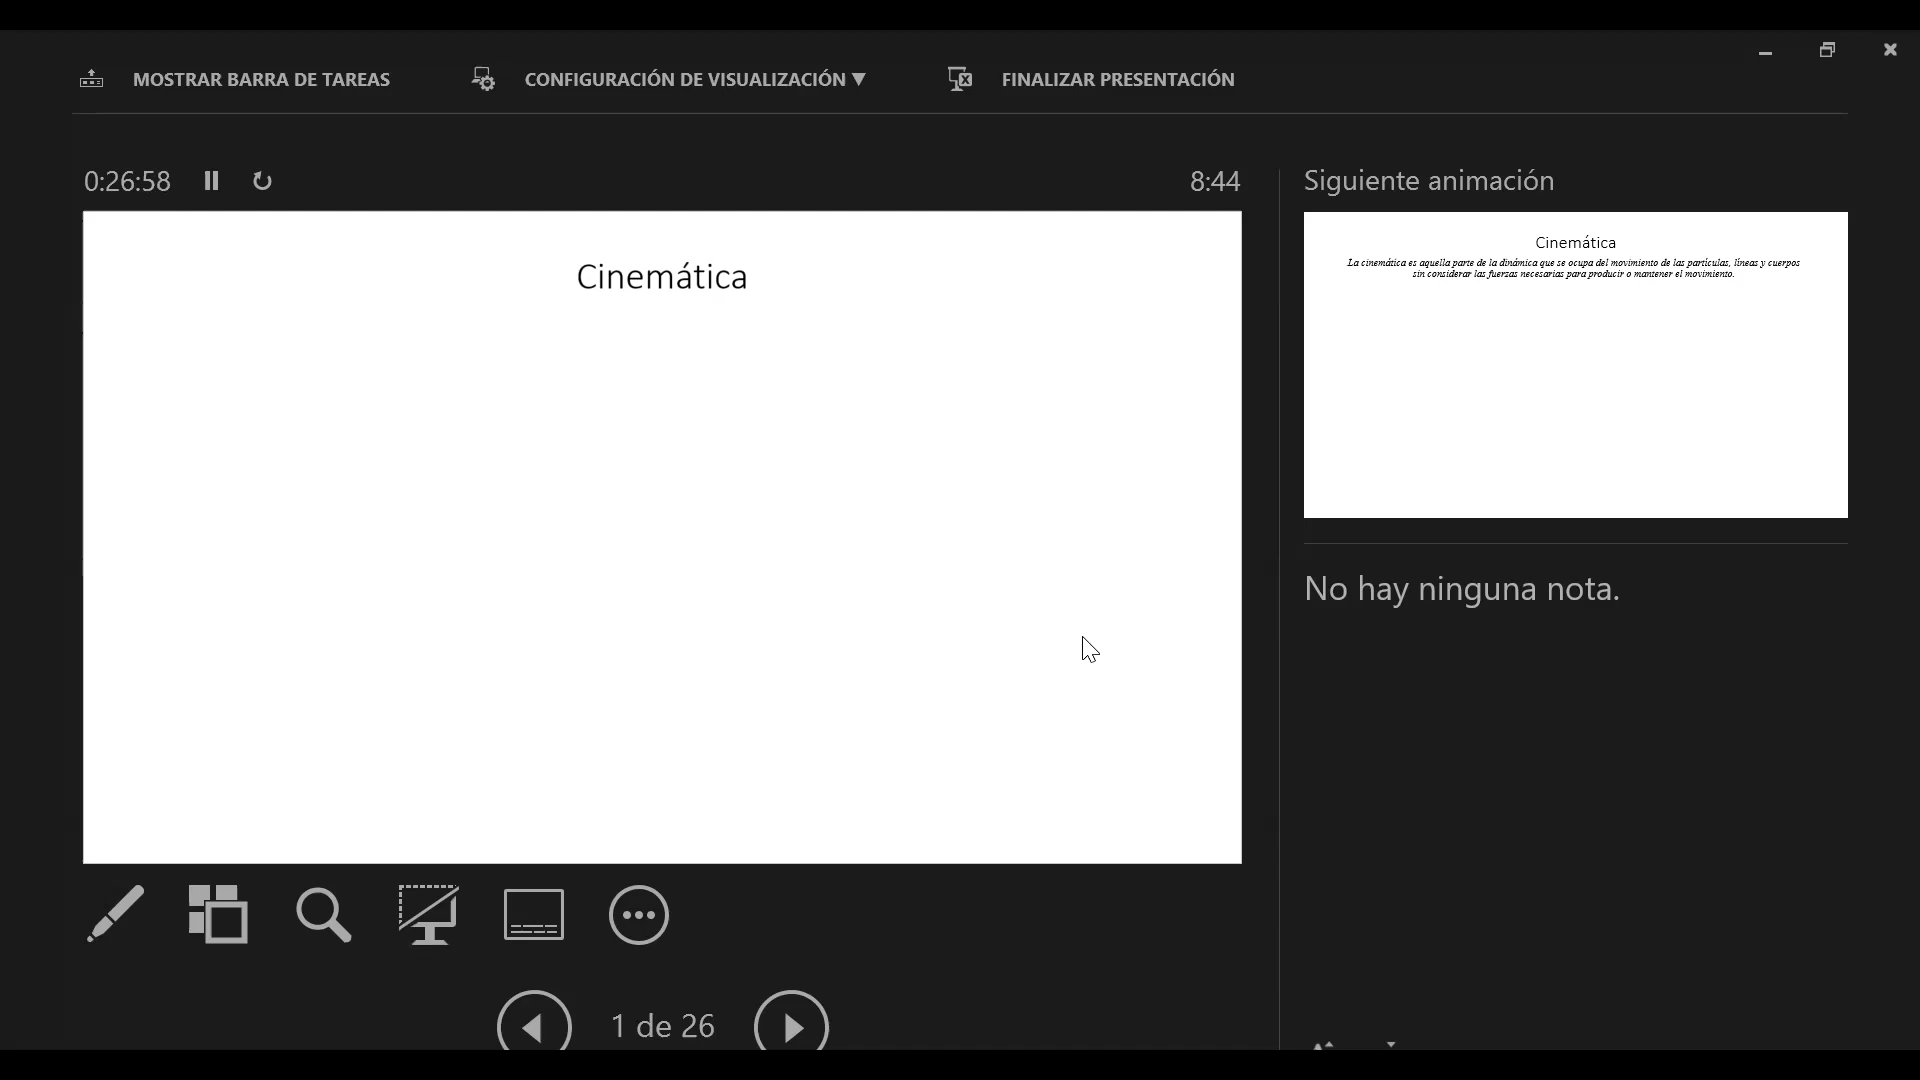 MOSTRAR BARRA DE TAREAS
CONFIGURACIÓN DE VISUALIZACIÓN ▼
FINALIZAR PRESENTACIÓN
0:26:58
8:44
Cinemática
1 de 26
Siguiente animación
Cinemática
La cinemática es aquella parte de la dinámica que se ocupa del movimiento de las partículas, líneas y cuerpos
sin considerar las fuerzas necesarias para producir o mantener el movimiento.
No hay ninguna nota.